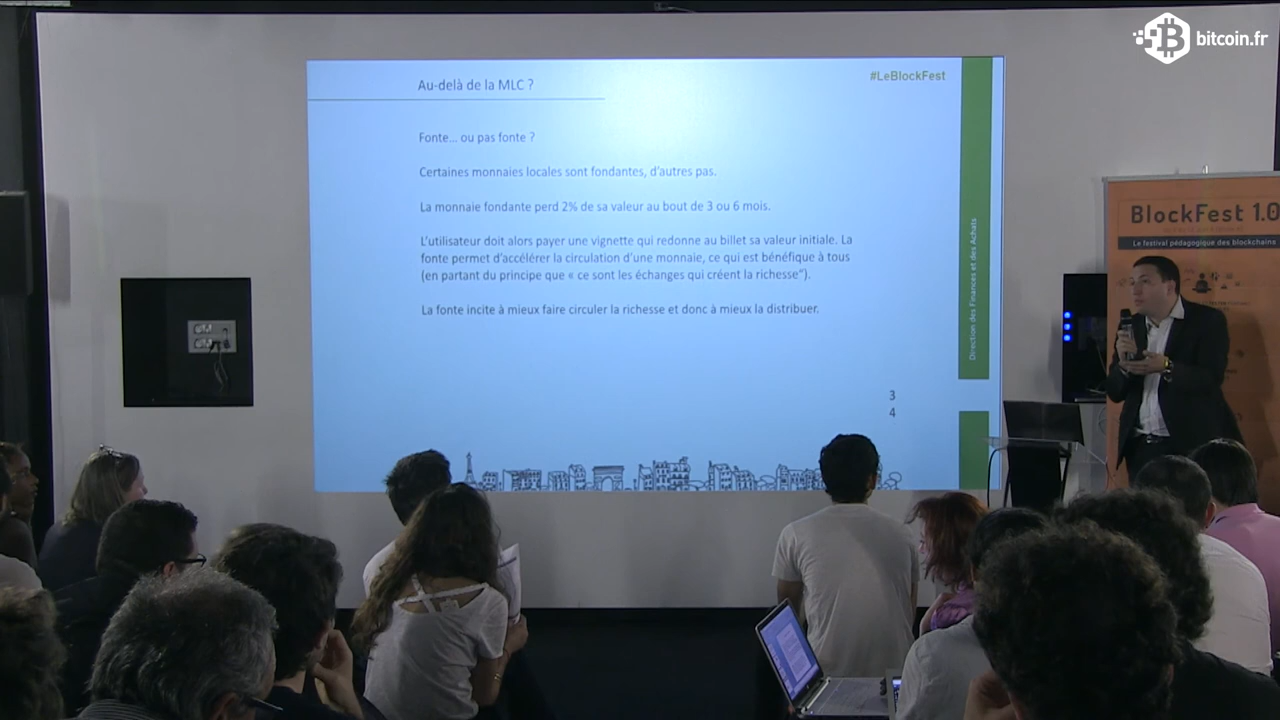 bitcoin.fr
Au-delà de la MLC ?
#LeBlockFest
Fonte... ou pas fonte ?
Certaines monnaies locales sont fondantes, d'autres pas.
La monnaie fondante perd 2% de sa valeur au bout de 3 ou 6 mois.
L'utilisateur doit alors payer une vignette qui redonne au billet sa valeur initiale. La
fonte permet d'accélérer la circulation d'une monnaie, ce qui est bénéfique à tous
(en partant du principe que « ce sont les échanges qui créent la richesse").
La fonte incite à mieux faire circuler la richesse et donc à mieux la distribuer.
Direction des Finances et des Achats
3
4
BlockFest 1.0
Le festival pédagogique des blockchains